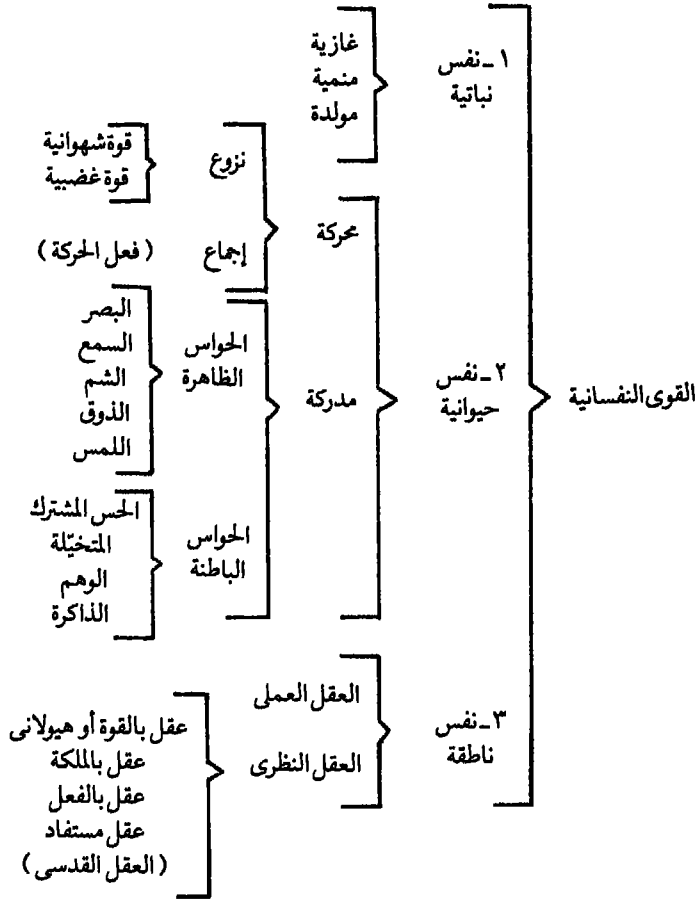 القوى النفسانية
١ـ نفس
نباتية
غازية
منمية
مولدة
٢ـ نفس
حيوانية
محركة
نزوع
قوة شهوانية
قوة غضبية
إجماع
( فعل الحركة )
مدركة
الحواس
الظاهرة
البصر
السمع
الشم
الذوق
اللمس
الحواس
الباطنة
الحس المشترك
المتخيّلة
الوهم
الذاكرة
٣ـ نفس
ناطقة
العقل العملى
العقل النظرى
عقل بالقوة أو هيولانى
عقل بالملكة
عقل بالفعل
عقل مستفاد
( العقل القدسى )